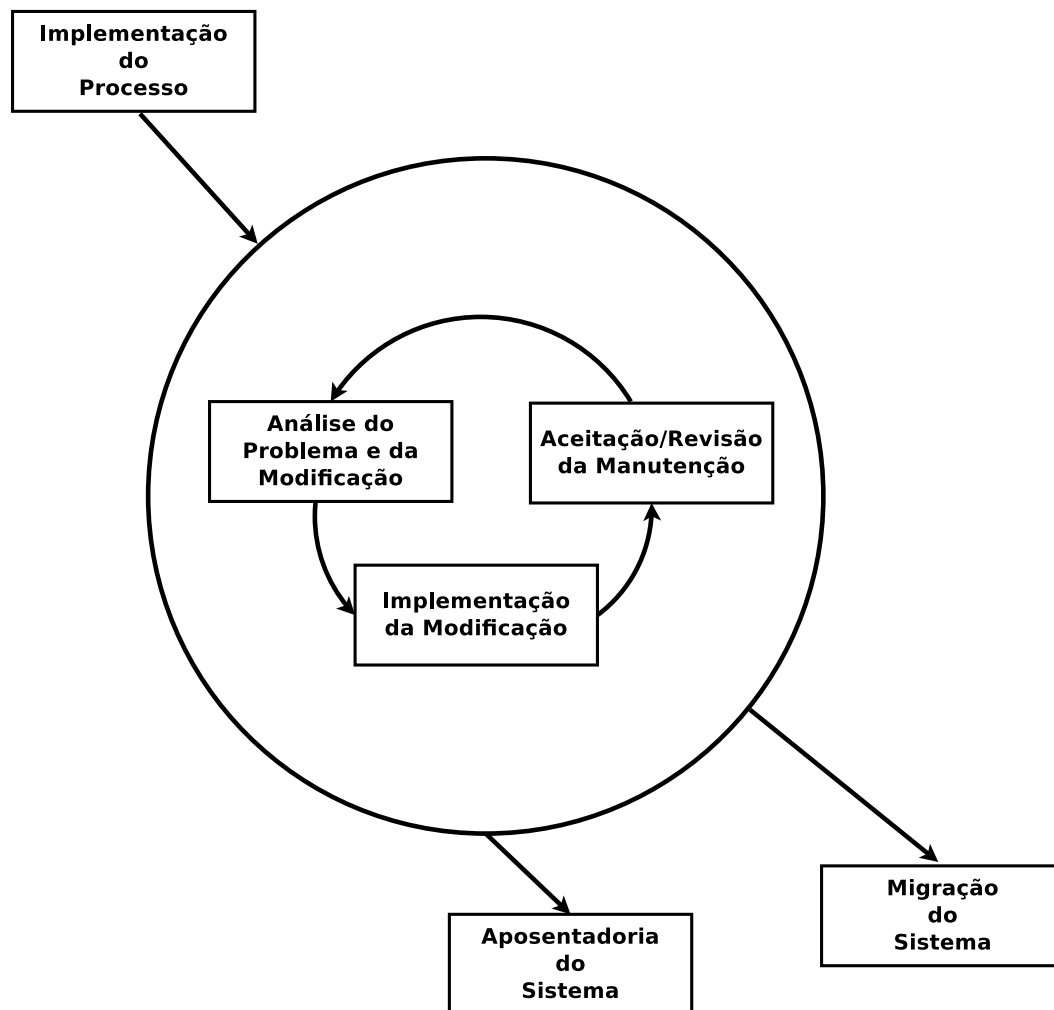 Implementação
do
Processo
Análise do
Problema e da
Modificação
Aceitação/Revisão
da Manutenção
Implementação
da Modificação
Migração
do
Sistema
Aposentadoria
do
Sistema